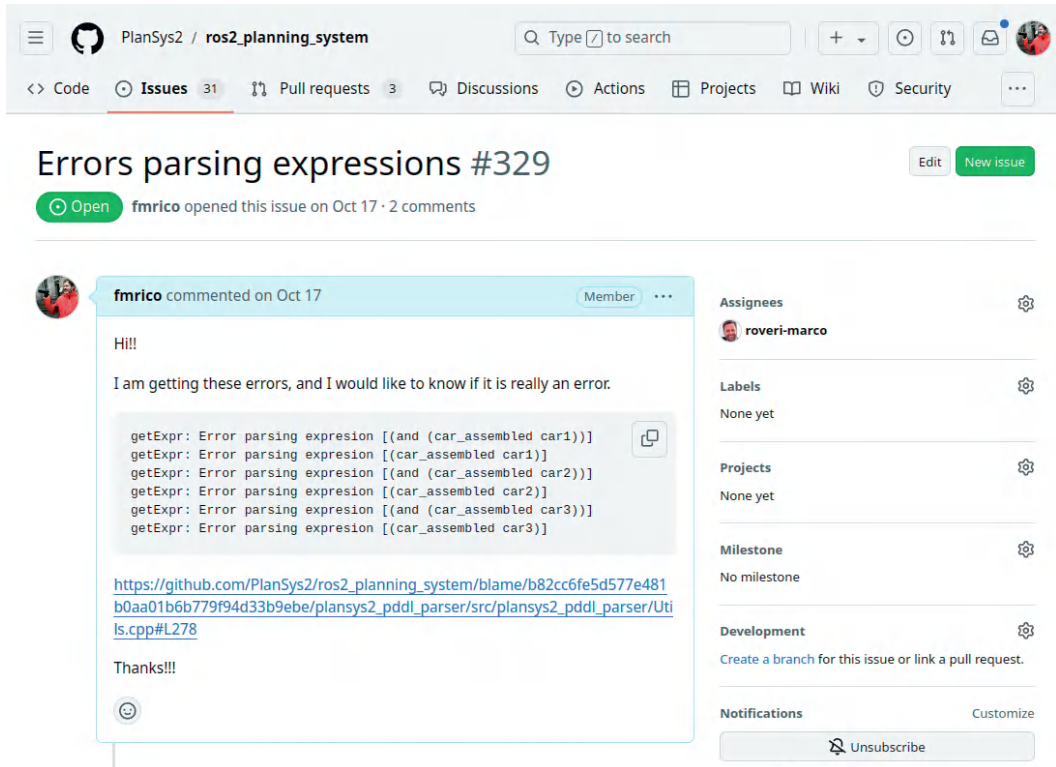 PlanSys2 / ros2_planning_system
Type / to search
Code
Issues 31
Pull requests 3
Discussions
Actions
Projects
Wiki
Security
Errors parsing expressions #329
Edit
New issue
Open
fmrico opened this issue on Oct 17 · 2 comments
fmrico commented on Oct 17
Member
Hi!!
I am getting these errors, and I would like to know if it is really an error.
getExpr: Error parsing expresion [(and (car_assembled car1))]
getExpr: Error parsing expresion [(car_assembled car1)]
getExpr: Error parsing expresion [(and (car_assembled car2))]
getExpr: Error parsing expresion [(car_assembled car2)]
getExpr: Error parsing expresion [(and (car_assembled car3))]
getExpr: Error parsing expresion [(car_assembled car3)]
https://github.com/PlanSys2/ros2_planning_system/blame/b82cc6fe5d577e481
b0aa01b6b779f94d33b9ebe/plansys2_pddl_parser/src/plansys2_pddl_parser/Uti
ls.cpp#L278
Thanks!!!
Assignees
roveri-marco
Labels
None yet
Projects
None yet
Milestone
No milestone
Development
Create a branch for this issue or link a pull request.
Notifications
Customize
Unsubscribe